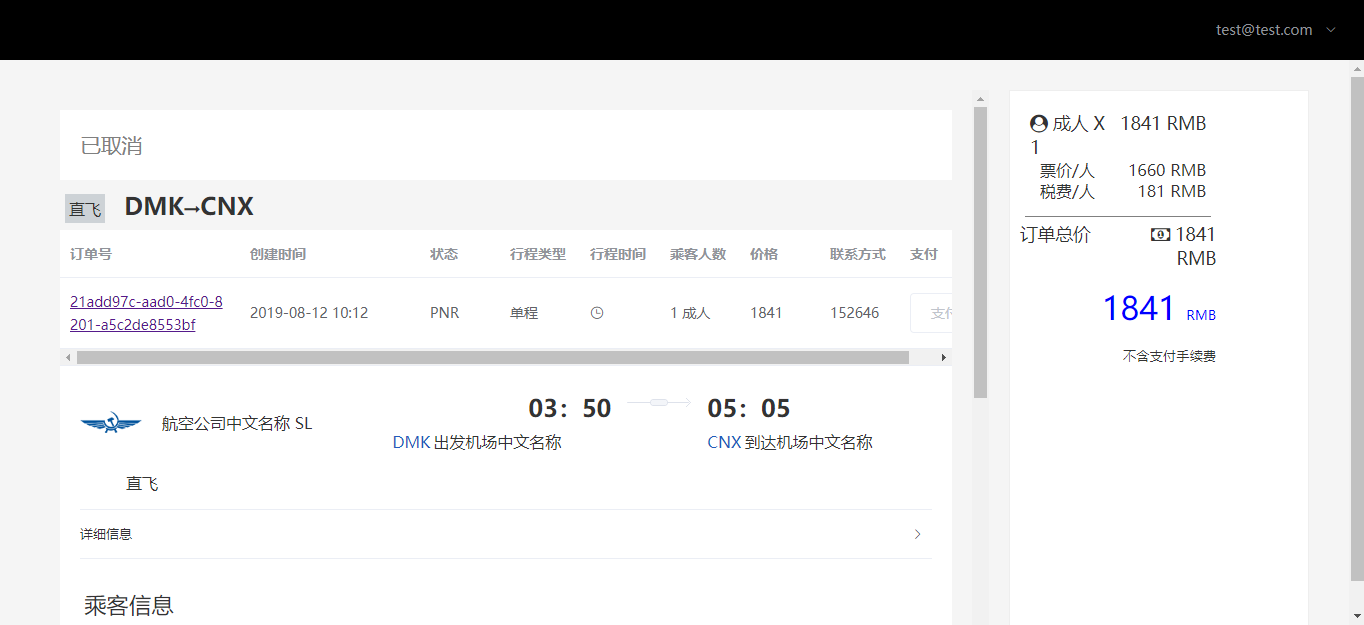 test@test.com
已取消
直飞 DMK→CNX
订单号 创建时间 状态 行程类型 行程时间 乘客人数 价格 联系方式 支付
21add97c-aad0-4fc0-8
201-a5c2de8553bf
2019-08-12 10:12 PNR 单程 1 成人 1841 152646 支付
航空公司中文名称 SL
03：50 05：05
DMK 出发机场中文名称 CNX 到达机场中文名称
直飞
详细信息
乘客信息
成人 X 1841 RMB
1
票价/人 1660 RMB
税费/人 181 RMB
订单总价 1841
RMB
1841 RMB
不含支付手续费